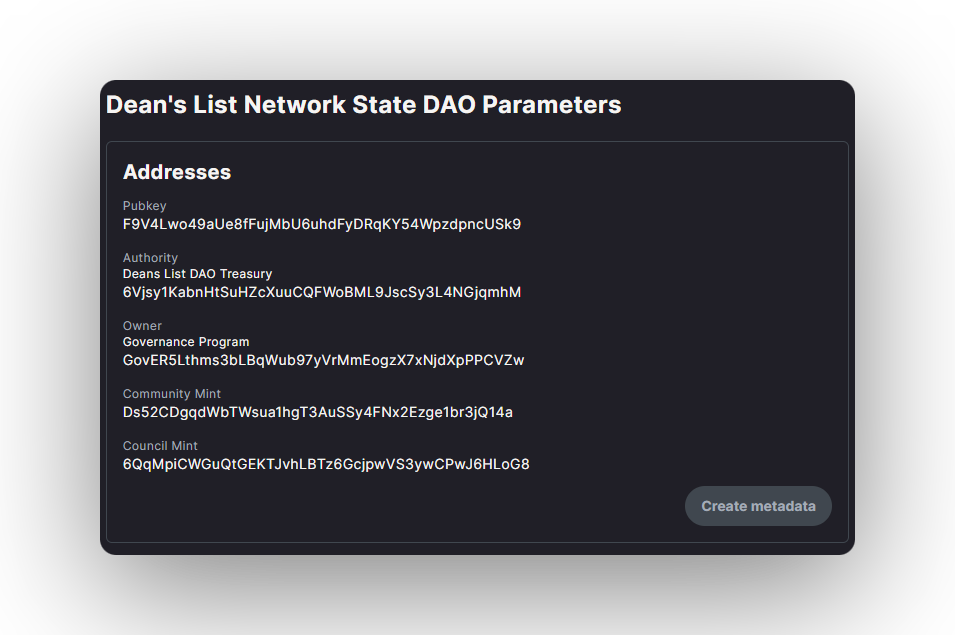 Dean's List Network State DAO Parameters
Addresses
Pubkey
F9V4Lwo49aUe8fFujMbU6uhdFyDRqKY54WpzdpncUSk9
Authority
Deans List DAO Treasury
6Vjsy1KabnHtSuHZcXuuCQFWoBML9JscSy3L4NGjqmhM
Owner
Governance Program
GovER5Lthms3bLBqWub97yVrMmEogzX7xNjdXpPPCVZw
Community Mint
Ds52CDgqdWbTWsua1hgT3AuSSy4FNx2Ezge1br3jQ14a
Council Mint
6QqMpiCWGuQtGEKTJvhLBTz6GcjpwVS3ywCPwJ6HLoG8
Create metadata